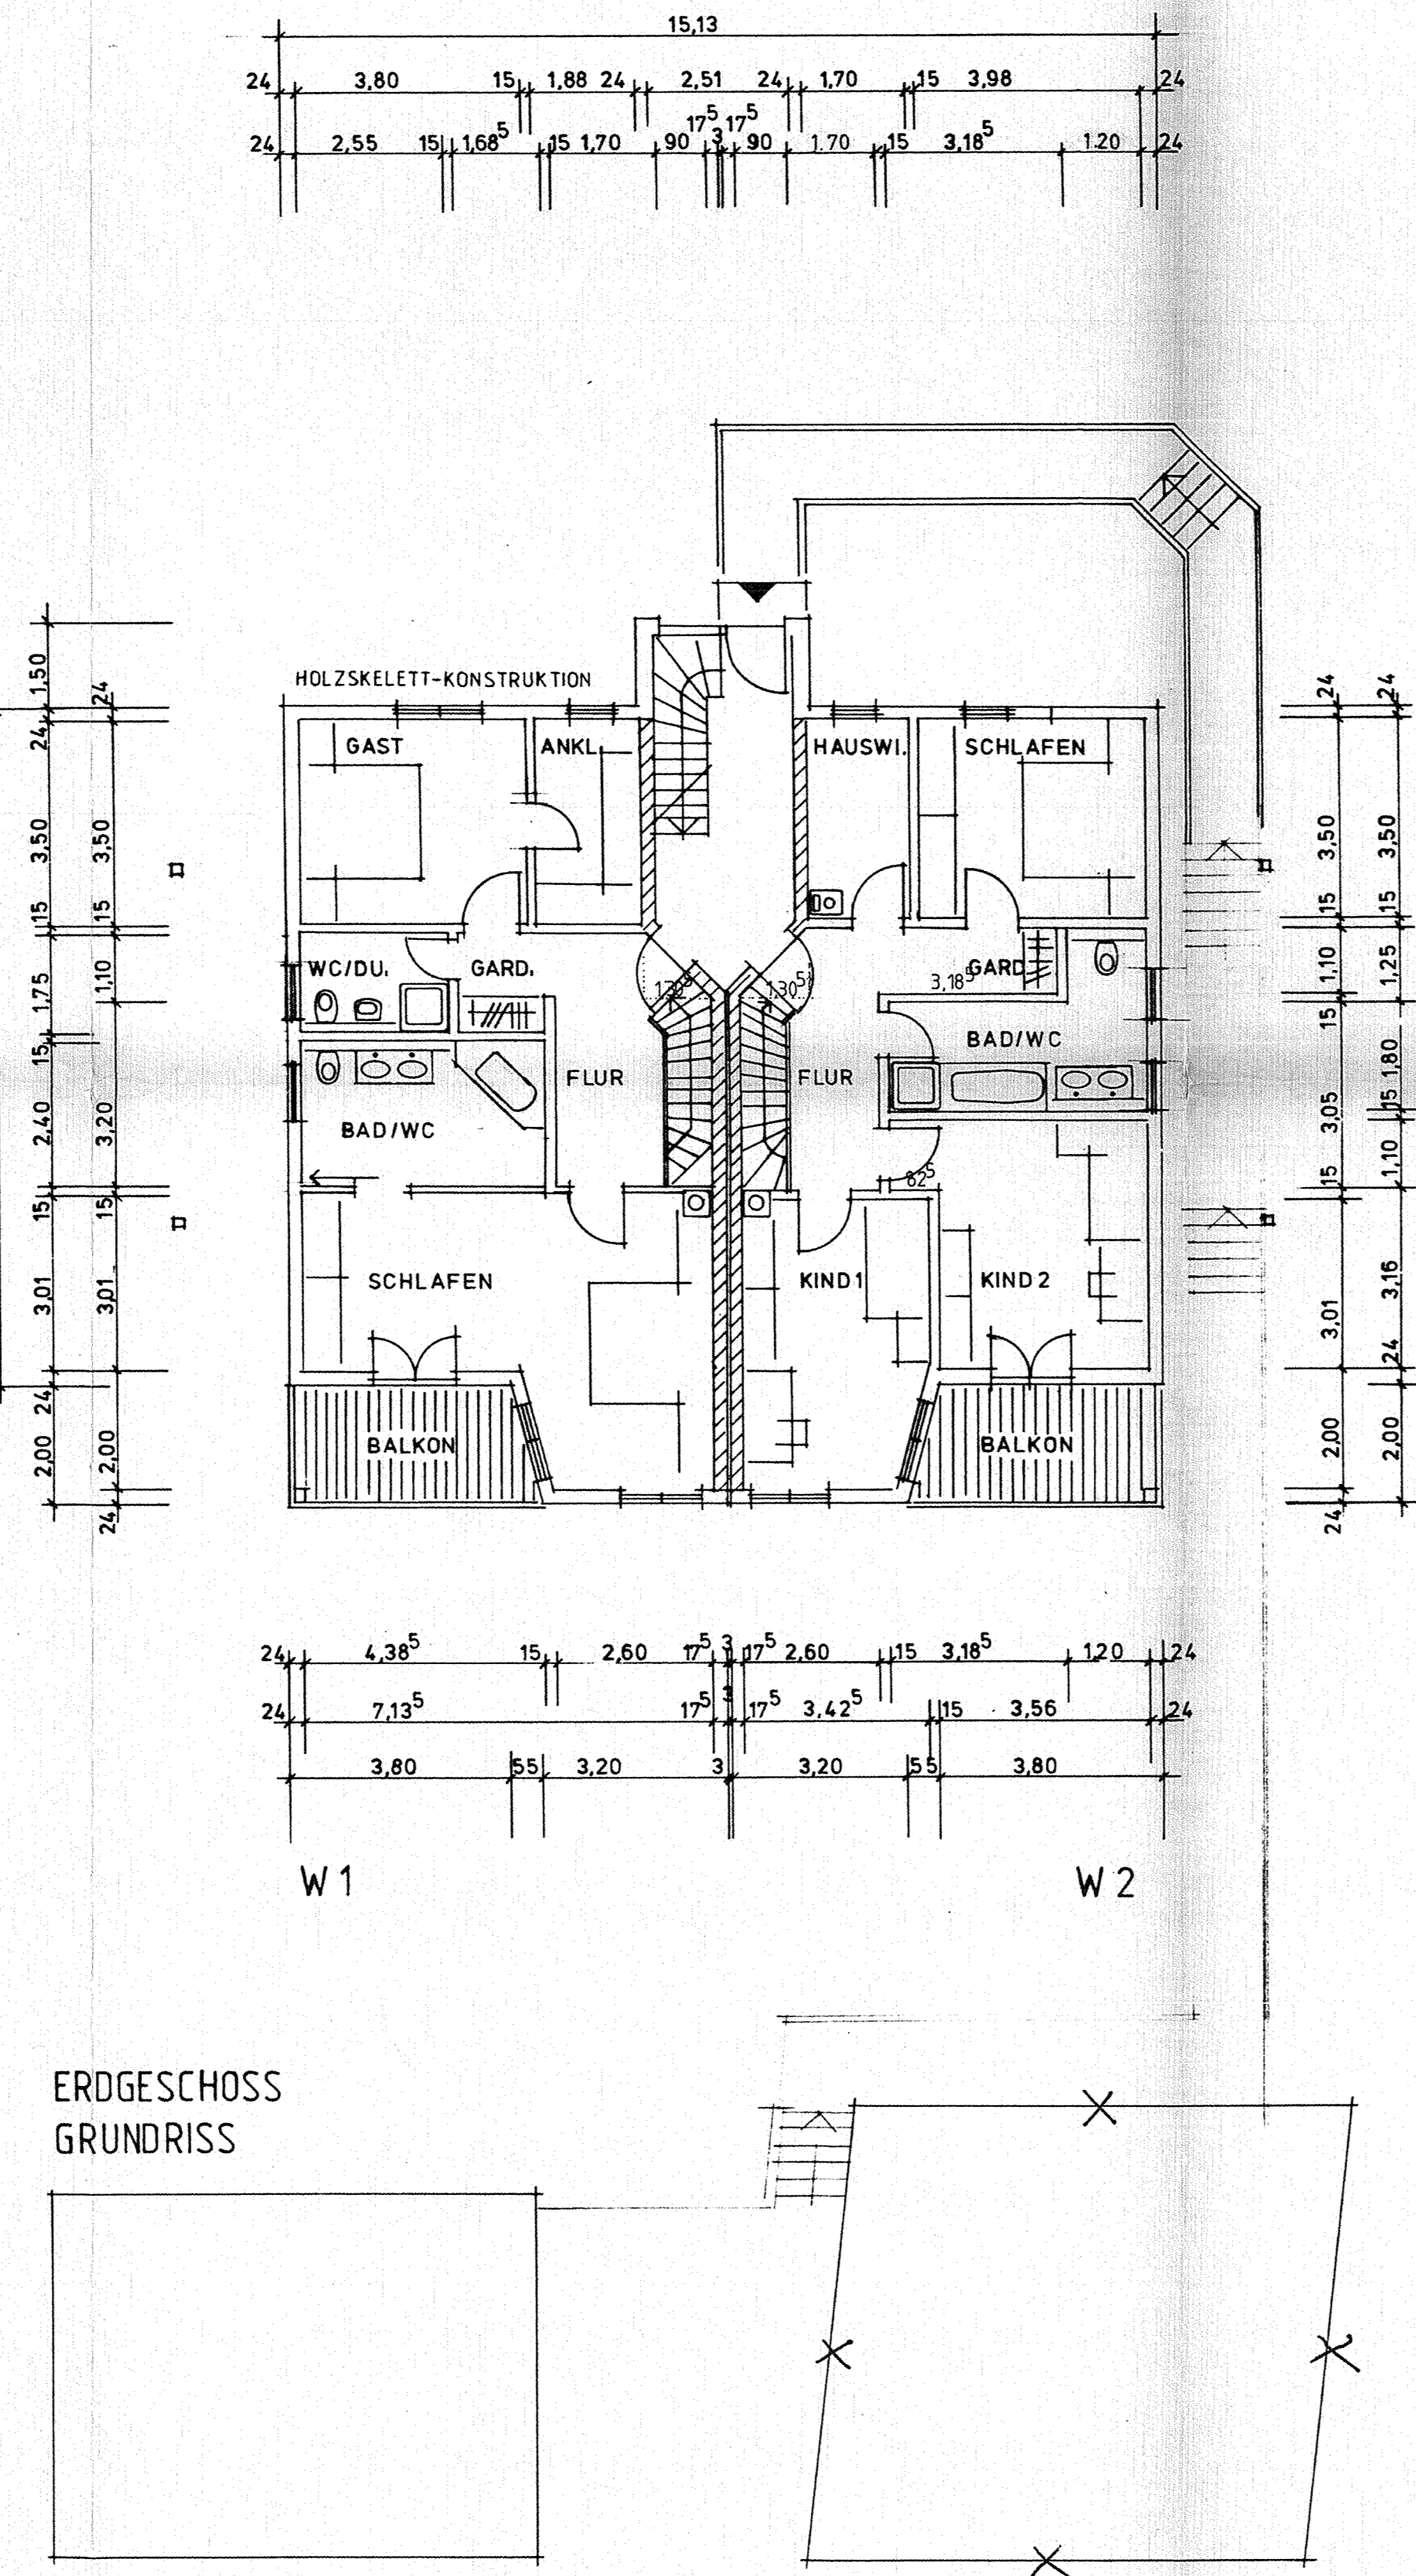 15,13
24 3,80 15 1,88 24 2,51 24 1,70 15 3,98 24
17⁵ 17⁵
24 2,55 15 1,68⁵ 15 1,70 90 3 90 1.70 15 3,18⁵ 1.20 24
HOLZSKELETT-KONSTRUKTION
1,50
24
3,50
15
1,75
15
2,40
15
3,01
24
2,00
24
3,50
15
1,10
3,20
15
3,01
2,00
24
GAST ANKL. HAUSWI. SCHLAFEN
WC/DU. GARD. GARD.
3,18⁵
1,30⁵
BAD/WC
FLUR FLUR
BAD/WC
82⁵
SCHLAFEN KIND 1 KIND 2
BALKON BALKON
24
3,50
15
1,10
15
3,05
15
3,01
2,00
24
24
3,50
15
1,25
1,80
15
1,10
3,16
24
2,00
24 4,38⁵ 15 2,60 17⁵ 3 17⁵ 2,60 15 3,18⁵ 1,20 24
24 7,13⁵ 17⁵ 3 17⁵ 3,42⁵ 15 3,56 24
3,80 55 3,20 3 3,20 55 3,80
W 1 W 2
ERDGESCHOSS
GRUNDRISS